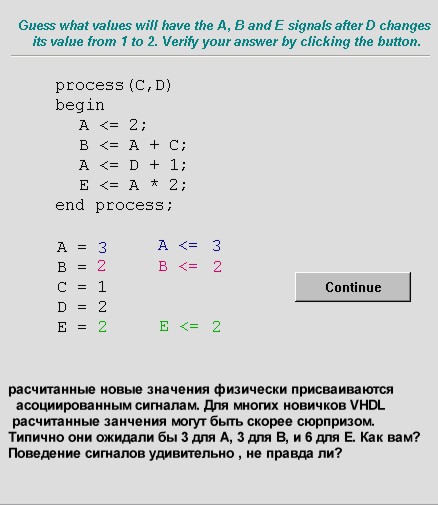 Guess what values will have the A, B and E signals after D changes
its value from 1 to 2. Verify your answer by clicking the button.
process(C,D)
begin
A <= 2;
B <= A + C;
A <= D + 1;
E <= A * 2;
end process;
A = 3 A <= 3
B = 2 B <= 2
C = 1
D = 2
E = 2 E <= 2
Continue
расчитанные новые значения физически присваиваются
асоциированным сигналам. Для многих новичков VHDL
расчитанные занчения могут быть скорее сюрпризом.
Типично они ожидали бы 3 для A, 3 для B, и 6 для E. Как вам?
Поведение сигналов удивительно , не правда ли?